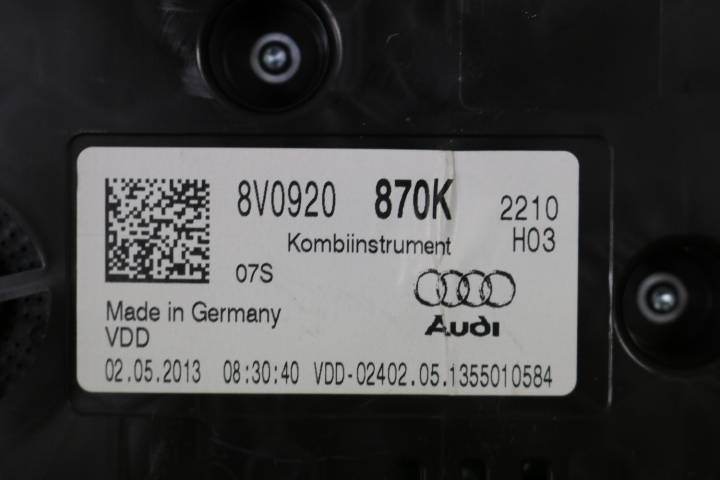 8V0920 870K 2210
Kombiinstrument H03
07S
Audi
Made in Germany
VDD
02.05.2013 08:30:40 VDD-02402.05.1355010584